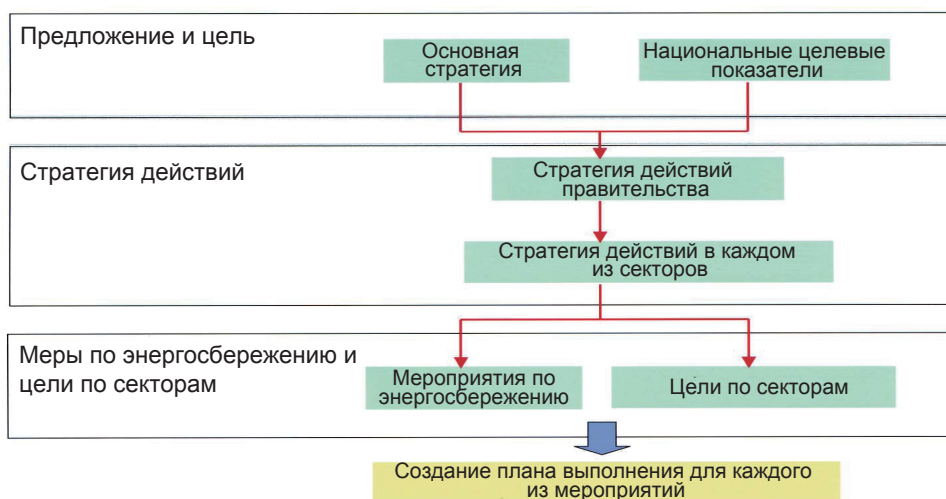 Предложение и цель
Основная
стратегия
Национальные целевые
показатели
Стратегия действий
Стратегия действий
правительства
Стратегия действий в каждом
из секторов
Меры по энергосбережению и
цели по секторам
Мероприятия по
энергосбережению
Цели по секторам
Создание плана выполнения для каждого
из мероприятий